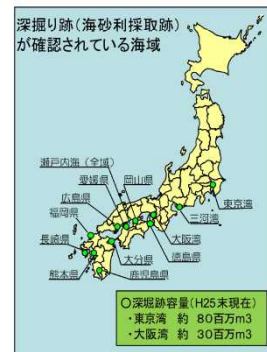 深掘り跡(海砂利採取跡)
が確認されている海域
瀬戸内海(全域)
愛媛県
岡山県
広島県
福岡県
長崎県
熊本県
鹿児島県
大分県
徳島県
大阪湾
三河湾
東京湾
○深掘跡容量(H25末現在)
・東京湾 約 80百万m3
・大阪湾 約 30百万m3